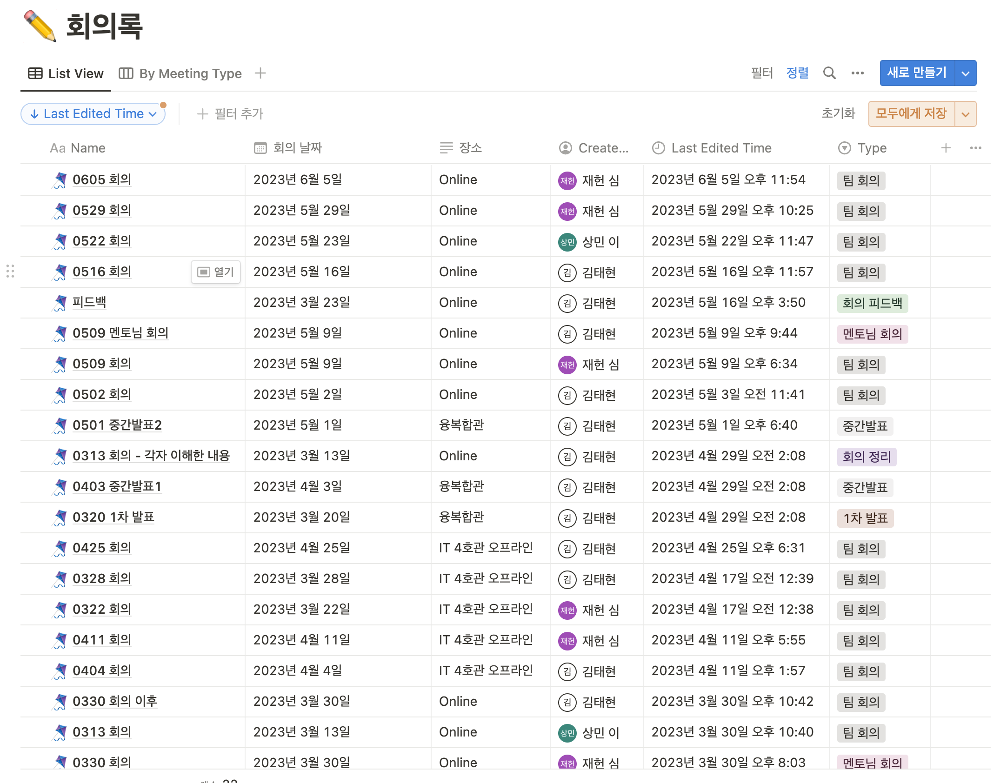 회의록
List View By Meeting Type 필터 정렬 새로 만들기
Last Edited Time 필터 추가 초기화 모두에게 저장
Aa Name 회의 날짜 장소 Create... Last Edited Time Type
0605 회의 2023년 6월 5일 Online 재헌 재헌 심 2023년 6월 5일 오후 11:54 팀 회의
0529 회의 2023년 5월 29일 Online 재헌 재헌 심 2023년 5월 29일 오후 10:25 팀 회의
0522 회의 2023년 5월 23일 Online 상민 상민 이 2023년 5월 22일 오후 11:47 팀 회의
0516 회의 열기 2023년 5월 16일 Online 김 김태현 2023년 5월 16일 오후 11:57 팀 회의
피드백 2023년 3월 23일 Online 김 김태현 2023년 5월 16일 오후 3:50 회의 피드백
0509 멘토님 회의 2023년 5월 9일 Online 김 김태현 2023년 5월 9일 오후 9:44 멘토님 회의
0509 회의 2023년 5월 9일 Online 재헌 재헌 심 2023년 5월 9일 오후 6:34 팀 회의
0502 회의 2023년 5월 2일 Online 김 김태현 2023년 5월 3일 오전 11:41 팀 회의
0501 중간발표2 2023년 5월 1일 융복합관 김 김태현 2023년 5월 1일 오후 6:40 중간발표
0313 회의 - 각자 이해한 내용 2023년 3월 13일 Online 김 김태현 2023년 4월 29일 오전 2:08 회의 정리
0403 중간발표1 2023년 4월 3일 융복합관 김 김태현 2023년 4월 29일 오전 2:08 중간발표
0320 1차 발표 2023년 3월 20일 융복합관 김 김태현 2023년 4월 29일 오전 2:08 1차 발표
0425 회의 2023년 4월 25일 IT 4호관 오프라인 김 김태현 2023년 4월 25일 오후 6:31 팀 회의
0328 회의 2023년 3월 28일 IT 4호관 오프라인 김 김태현 2023년 4월 17일 오전 12:39 팀 회의
0322 회의 2023년 3월 22일 IT 4호관 오프라인 재헌 재헌 심 2023년 4월 17일 오전 12:38 팀 회의
0411 회의 2023년 4월 11일 IT 4호관 오프라인 재헌 재헌 심 2023년 4월 11일 오후 5:55 팀 회의
0404 회의 2023년 4월 4일 IT 4호관 오프라인 김 김태현 2023년 4월 11일 오후 1:57 팀 회의
0330 회의 이후 2023년 3월 30일 Online 김 김태현 2023년 3월 30일 오후 10:42 팀 회의
0313 회의 2023년 3월 13일 Online 상민 상민 이 2023년 3월 30일 오후 10:40 팀 회의
0330 회의 2023년 3월 30일 Online 재헌 재헌 심 2023년 3월 30일 오후 8:03 멘토님 회의